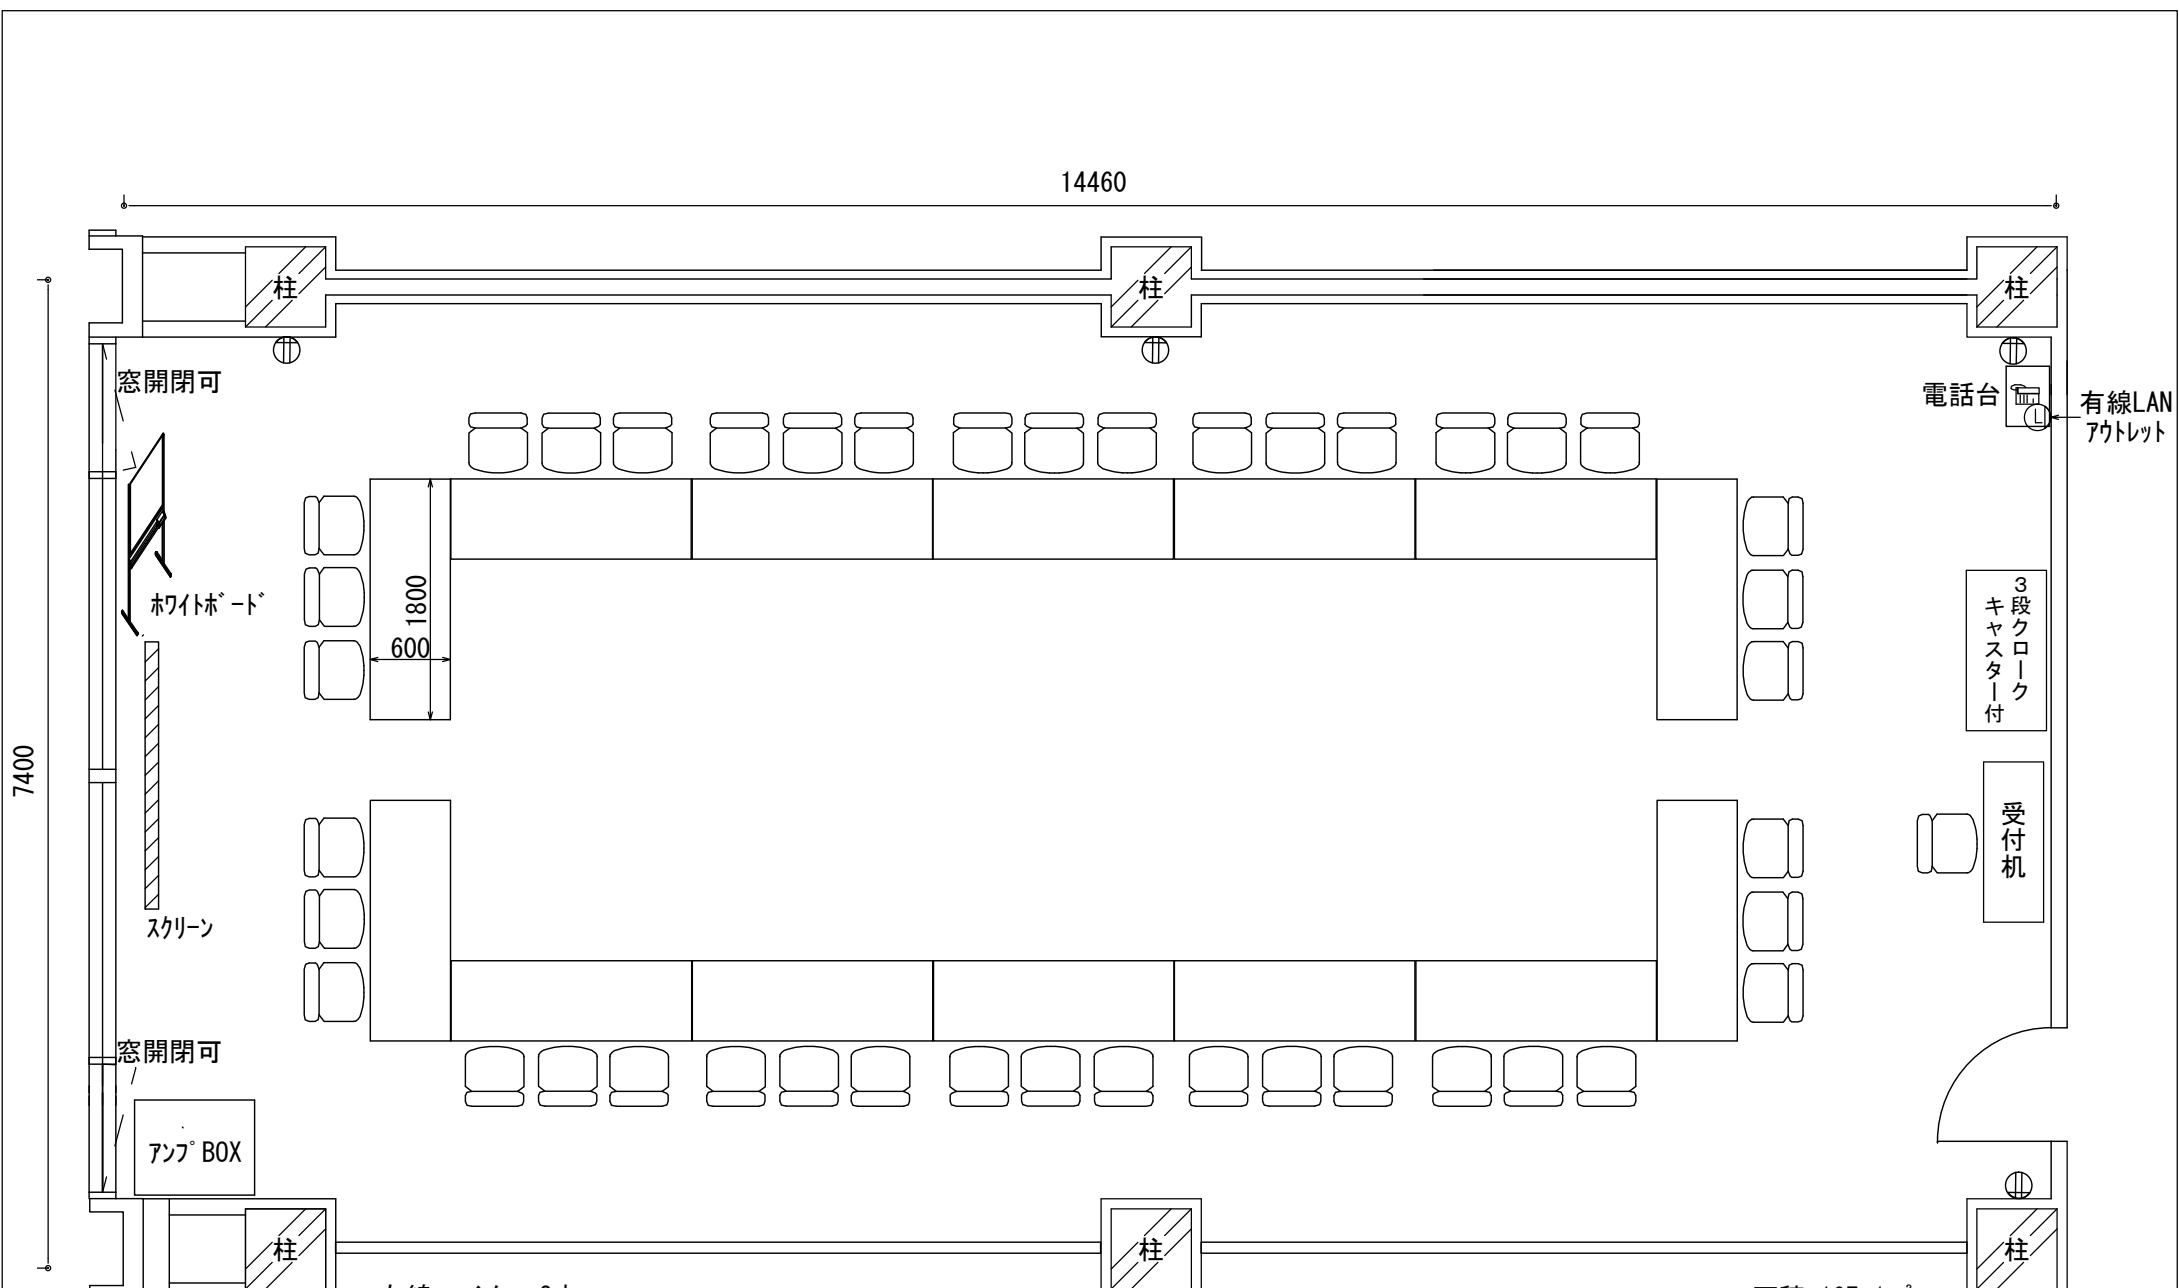 14460
柱
柱
柱
窓開閉可
電話台
有線LAN
ｱｳﾄﾚｯﾄ
L
ﾎﾜｲﾄﾎﾞｰﾄﾞ
1800
600
３段クローク
キャスター付
7400
受付机
ｽｸﾘｰﾝ
窓開閉可
ｱﾝﾌﾟBOX
柱
柱
柱